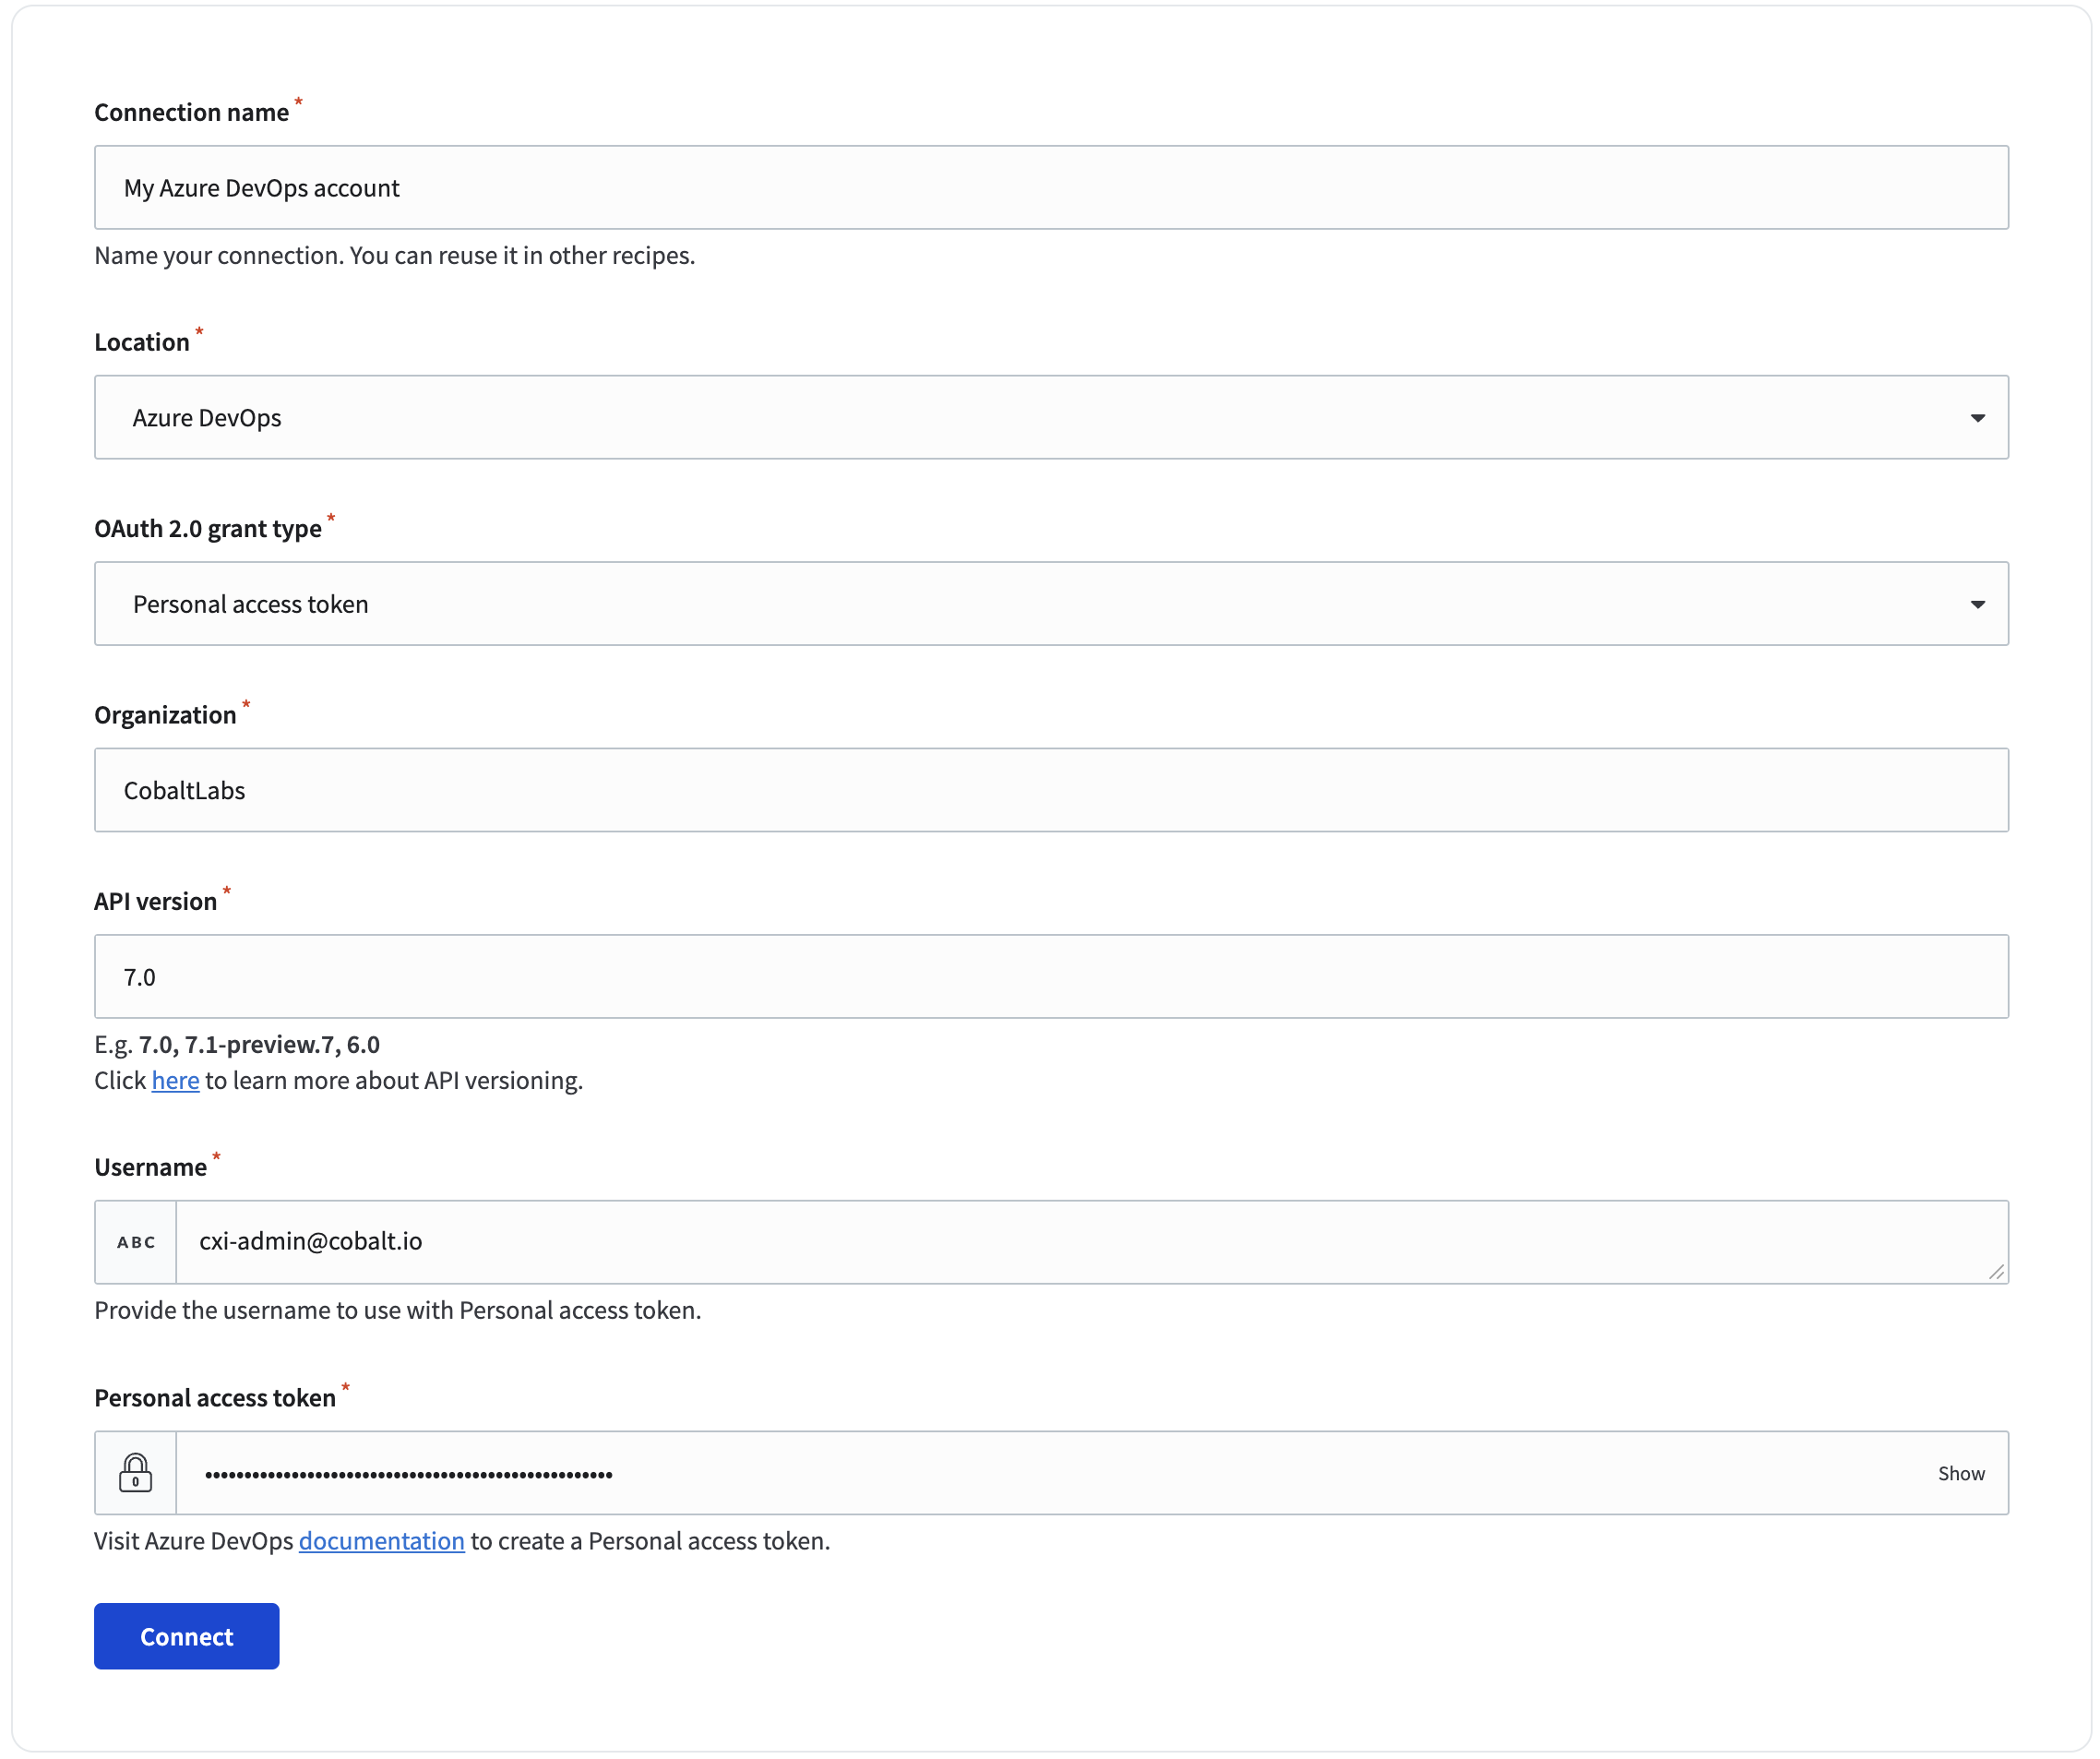 Connection name *
My Azure DevOps account
Name your connection. You can reuse it in other recipes.
Location *
Azure DevOps
OAuth 2.0 grant type *
Personal access token
Organization *
CobaltLabs
API version *
7.0
E.g. 7.0, 7.1-preview.7, 6.0
Click here to learn more about API versioning.
Username *
ABC cxi-admin@cobalt.io
Provide the username to use with Personal access token.
Personal access token *
•••••••••••••••••••••••••••••••••••••••••••••••••••• Show
Visit Azure DevOps documentation to create a Personal access token.
Connect